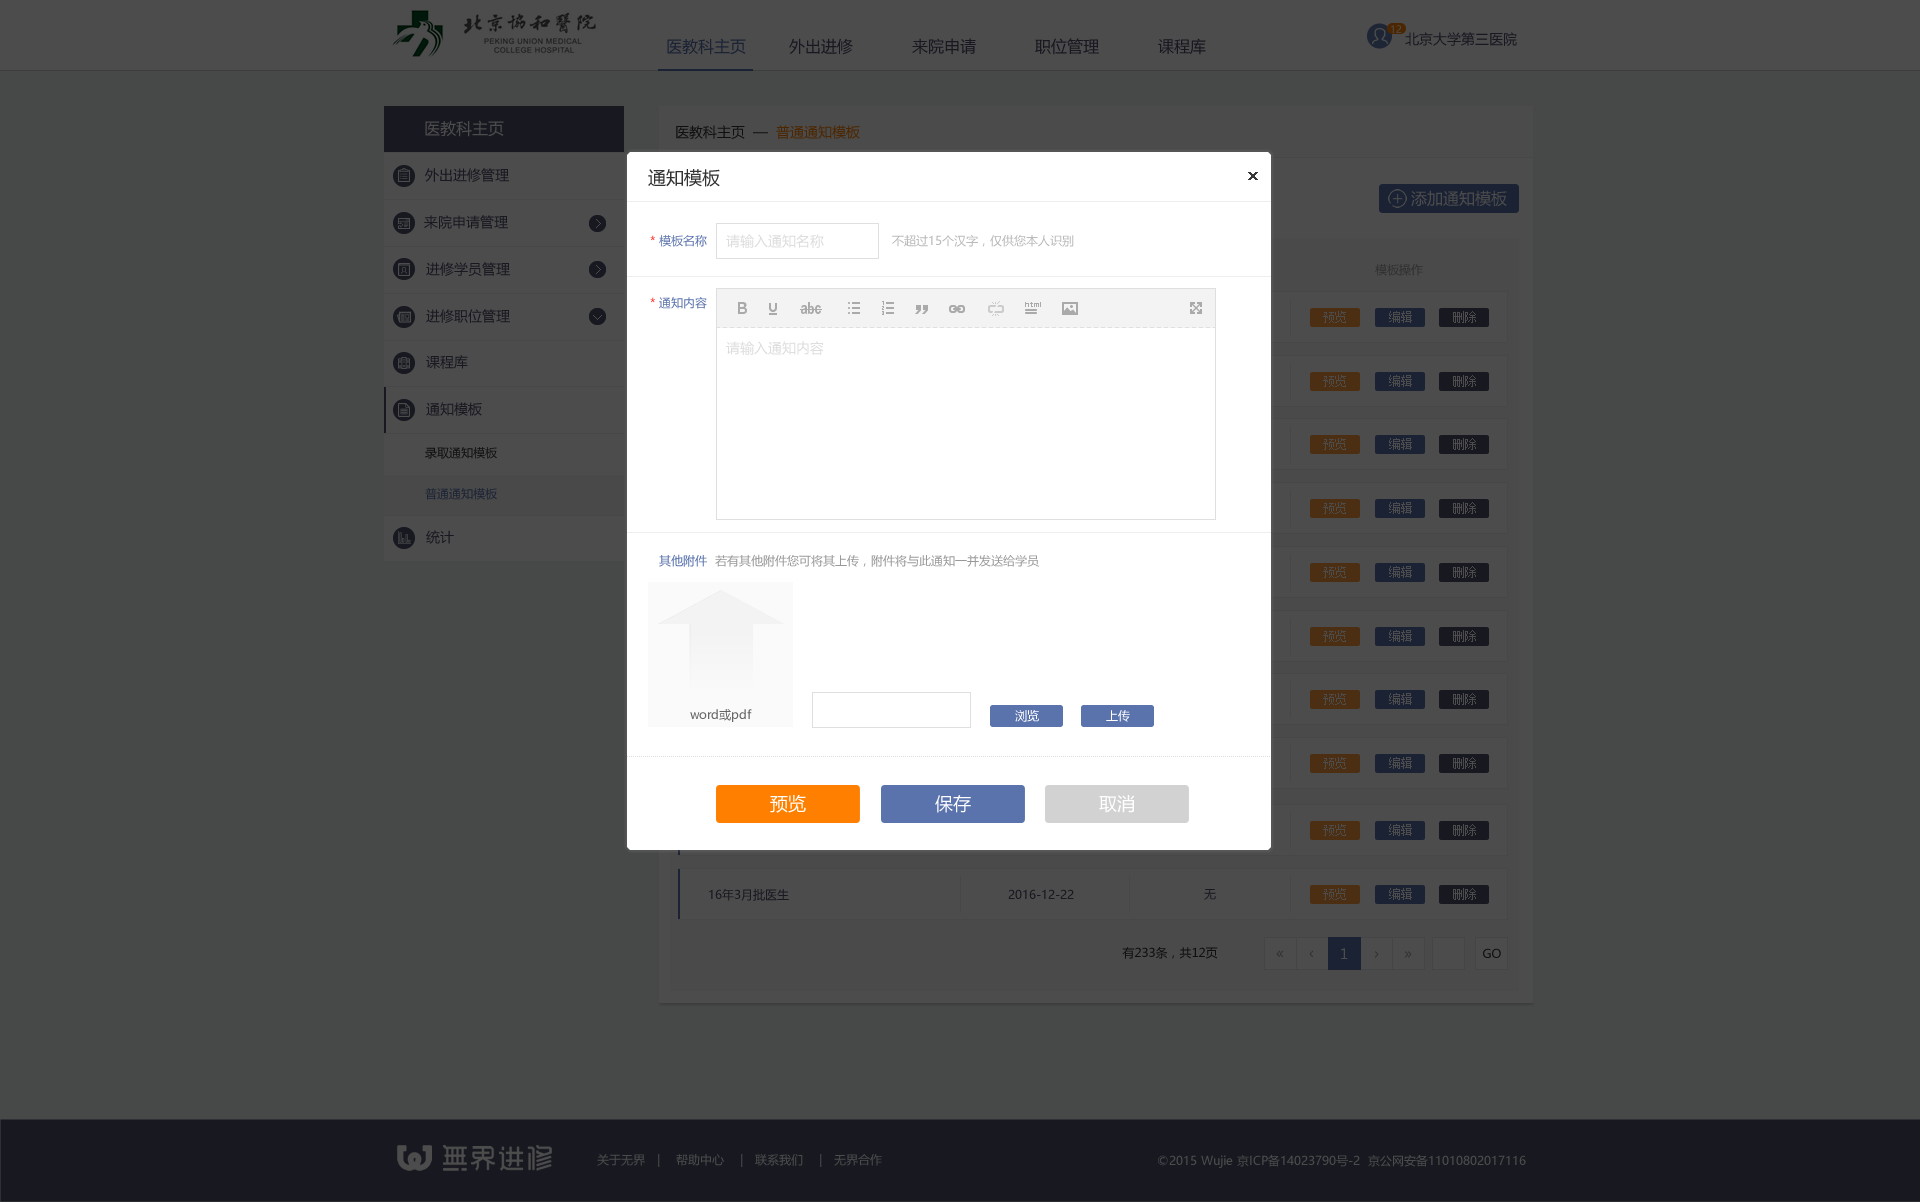 北京協和醫院
PEKING UNION MEDICAL
COLLEGE HOSPITAL
医教科主页 外出进修 来院申请 职位管理 课程库
12 北京大学第三医院
医教科主页
外出进修管理
来院申请管理
进修学员管理
进修职位管理
课程库
通知模板
录取通知模板
普通通知模板
统计
医教科主页 — 普通通知模板
添加通知模板
模板操作
预览 编辑 删除
预览 编辑 删除
预览 编辑 删除
预览 编辑 删除
预览 编辑 删除
预览 编辑 删除
预览 编辑 删除
预览 编辑 删除
预览 编辑 删除
16年3月批医生 2016-12-22 无 预览 编辑 删除
有233条，共12页 « ‹ 1 › » GO
通知模板 ×
* 模板名称 请输入通知名称 不超过15个汉字，仅供您本人识别
* 通知内容 B U abc html
请输入通知内容
其他附件 若有其他附件您可将其上传，附件将与此通知一并发送给学员
word或pdf 浏览 上传
预览 保存 取消
無界进修 关于无界 | 帮助中心 | 联系我们 | 无界合作 ©2015 Wujie 京ICP备14023790号-2 京公网安备11010802017116